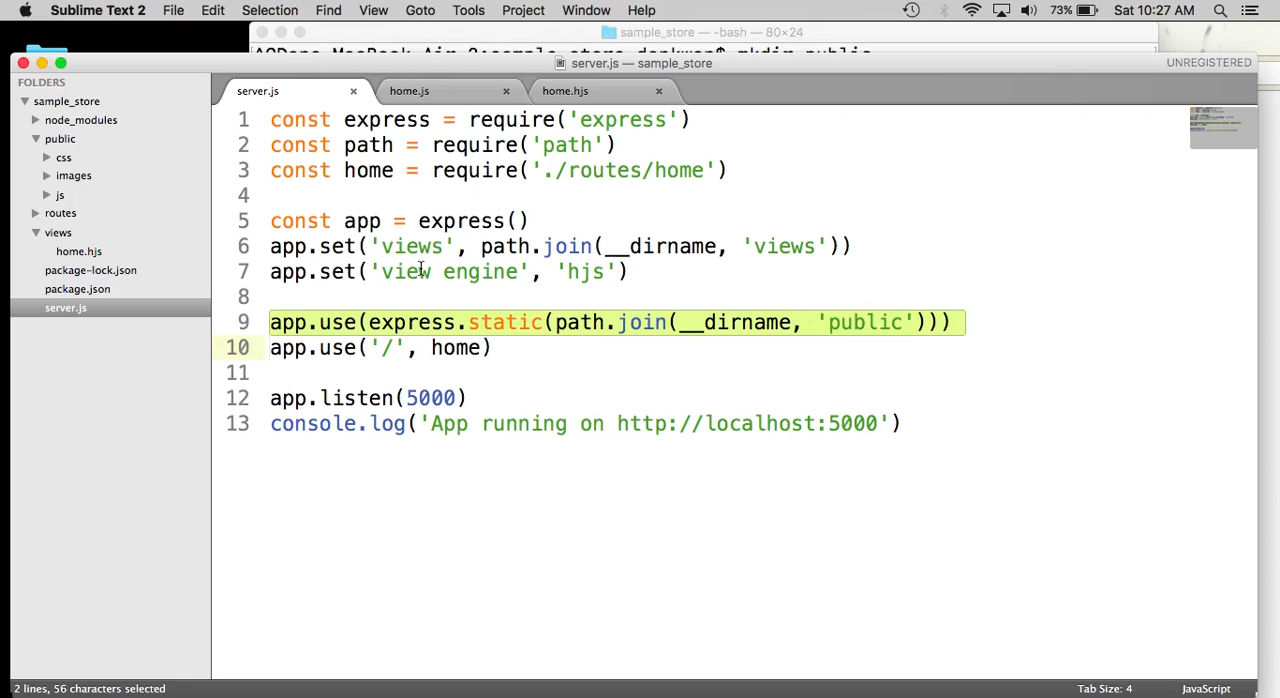 Sublime Text 2 File Edit Selection Find View Goto Tools Project Window Help 73% Sat 10:27 AM
sample_store — -bash — 80×24
server.js — sample_store UNREGISTERED
FOLDERS
sample_store
node_modules
public
css
images
js
routes
views
home.hjs
package-lock.json
package.json
server.js
server.js home.js home.hjs
1 const express = require('express')
2 const path = require('path')
3 const home = require('./routes/home')
4
5 const app = express()
6 app.set('views', path.join(__dirname, 'views'))
7 app.set('view engine', 'hjs')
8
9 app.use(express.static(path.join(__dirname, 'public')))
10 app.use('/', home)
11
12 app.listen(5000)
13 console.log('App running on http://localhost:5000')
2 lines, 56 characters selected Tab Size: 4 JavaScript